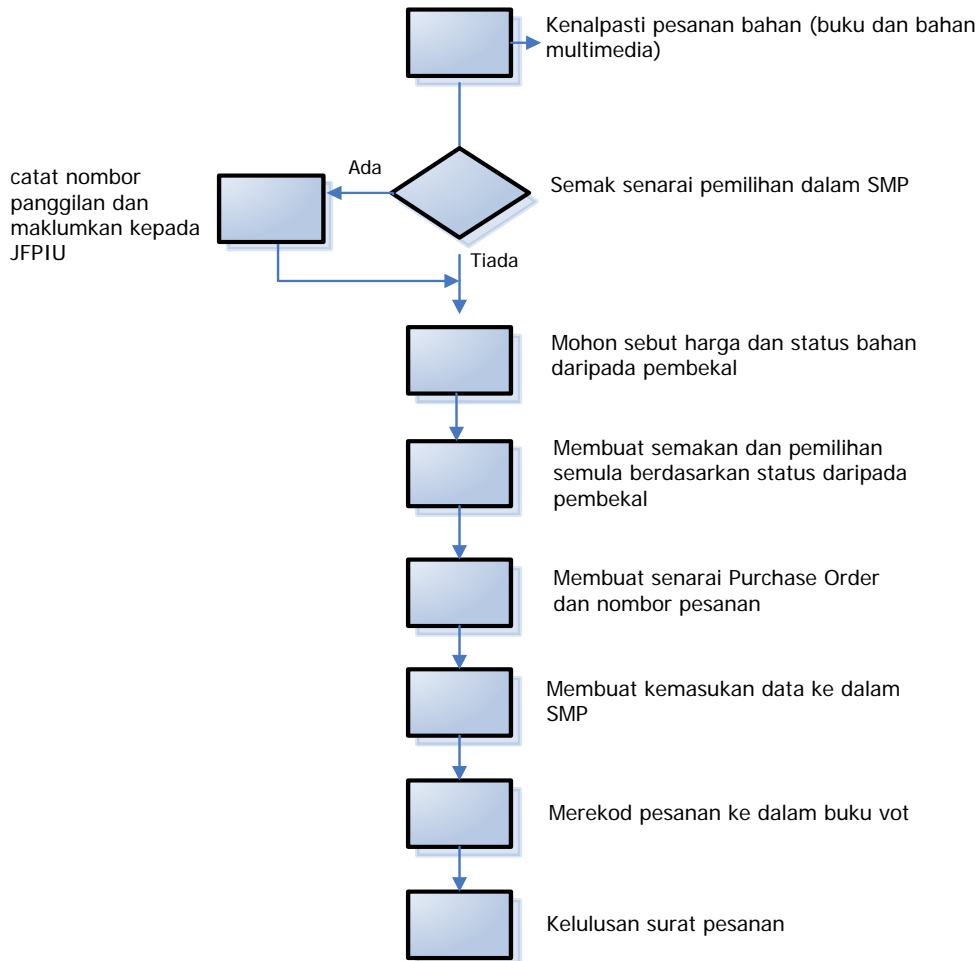 Kenalpasti pesanan bahan (buku dan bahan
multimedia)
Ada
catat nombor
panggilan dan
maklumkan kepada
JFPIU
Semak senarai pemilihan dalam SMP
Tiada
Mohon sebut harga dan status bahan
daripada pembekal
Membuat semakan dan pemilihan
semula berdasarkan status daripada
pembekal
Membuat senarai Purchase Order
dan nombor pesanan
Membuat kemasukan data ke dalam
SMP
Merekod pesanan ke dalam buku vot
Kelulusan surat pesanan